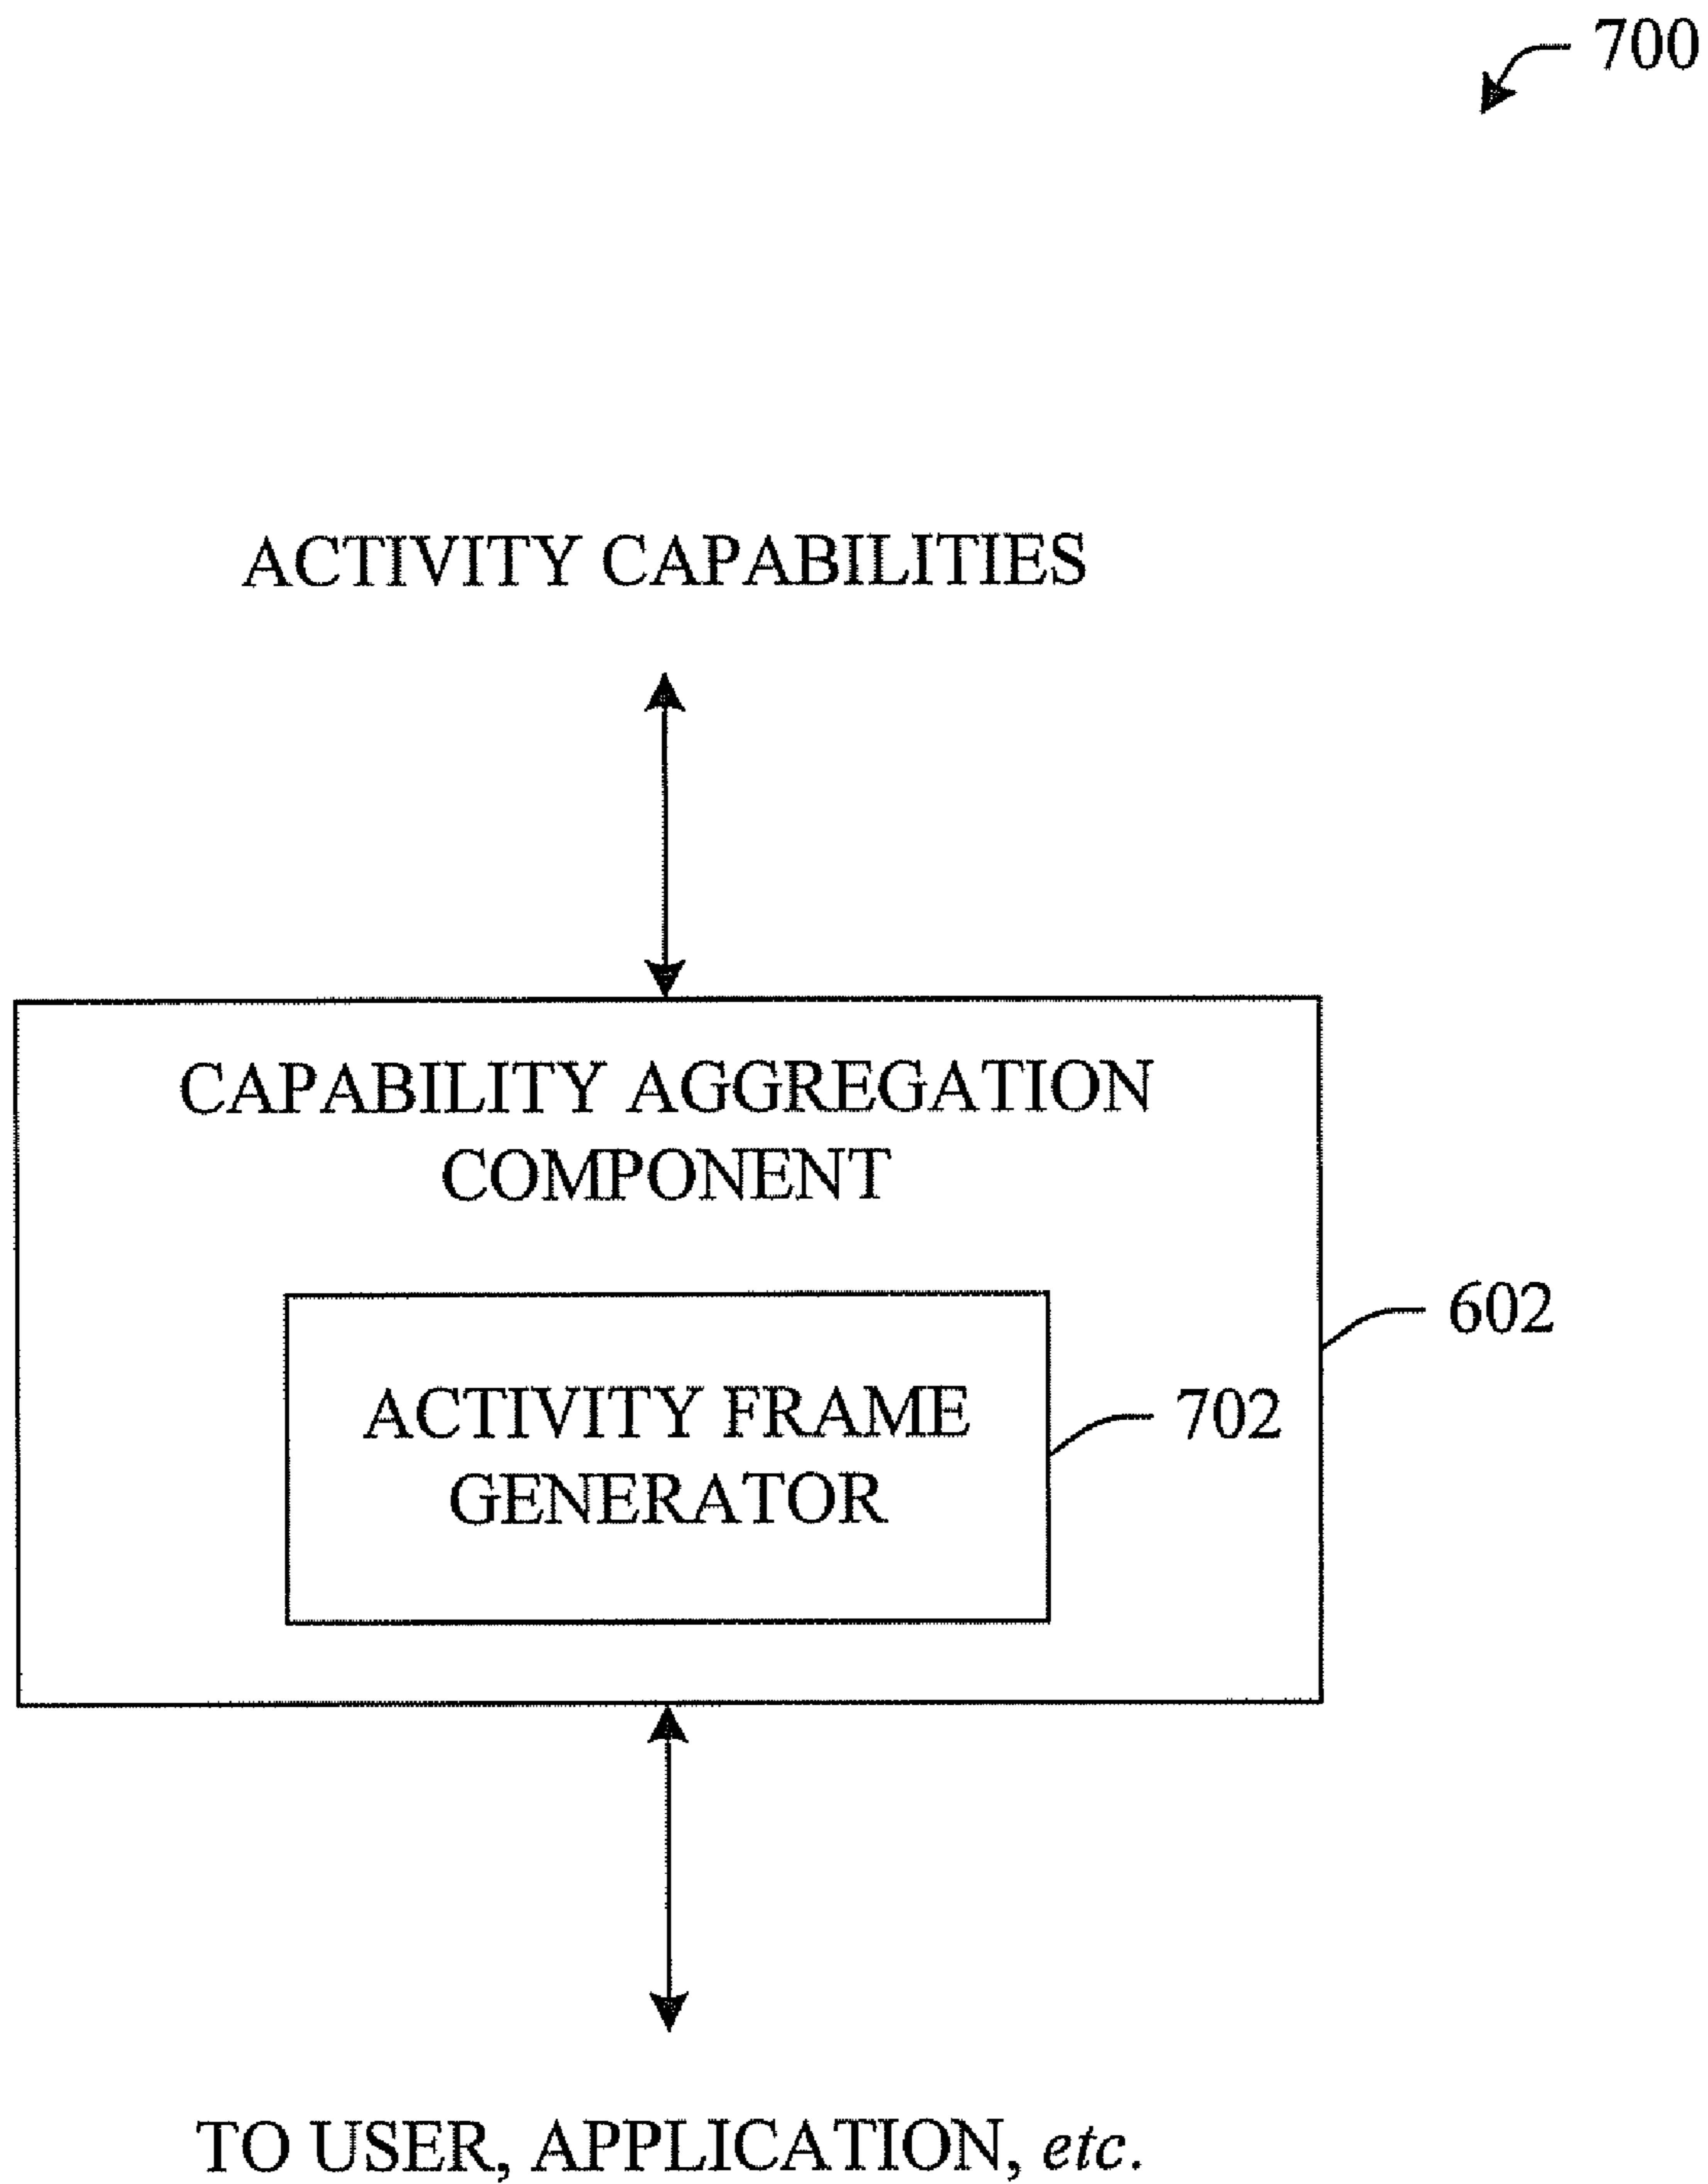 700
ACTIVITY CAPABILITIES
CAPABILITY AGGREGATION
COMPONENT
602
ACTIVITY FRAME
GENERATOR
702
TO USER, APPLICATION, etc.